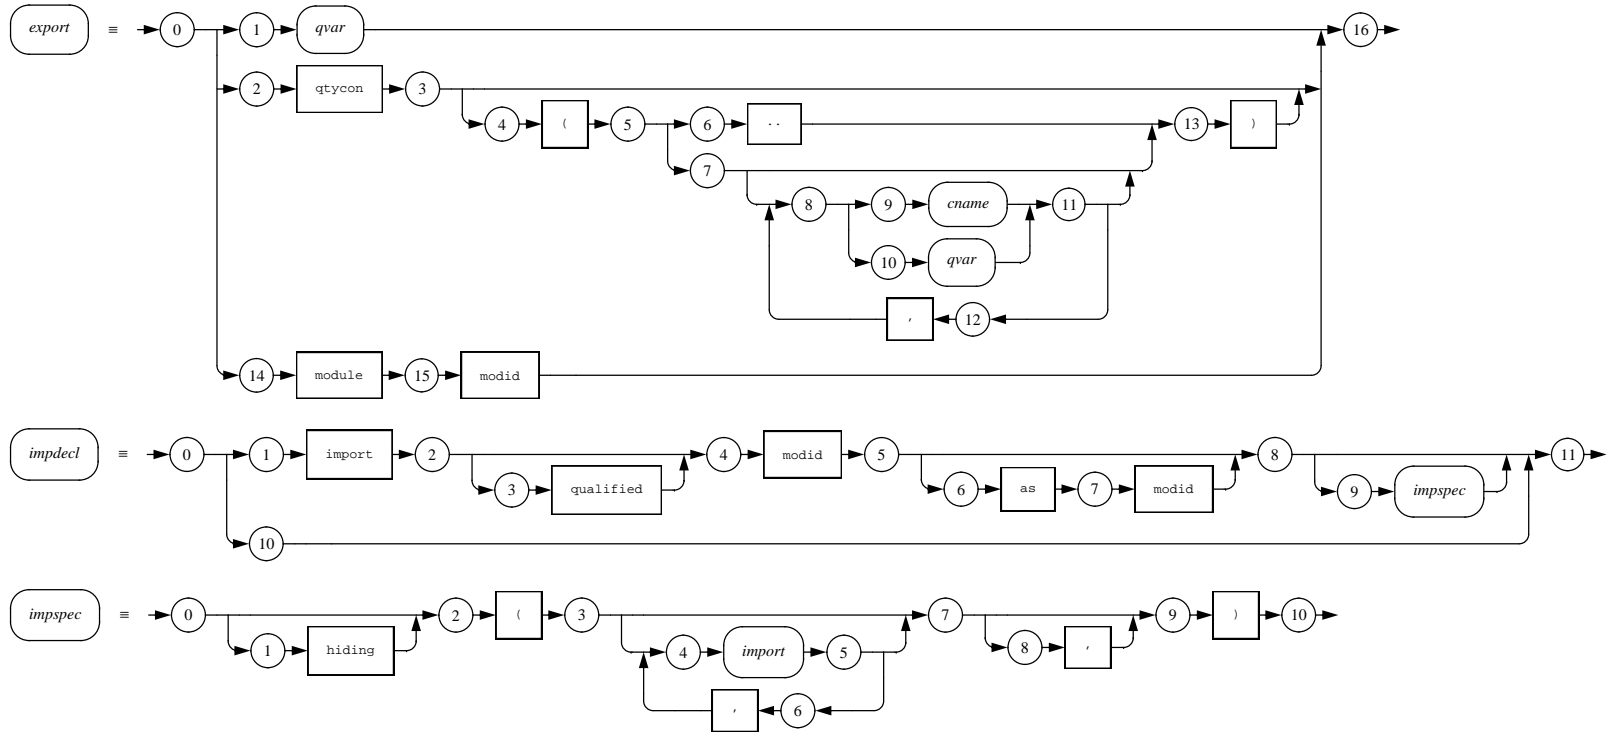 export ≡ 0 1 qvar 16
2 qtycon 3
4 ( 5 6 .. 13 )
7
8 9 cname 11
10 qvar
, 12
14 module 15 modid
impdecl ≡ 0 1 import 2 4 modid 5 8 11
3 qualified 6 as 7 modid 9 impspec
10
impspec ≡ 0 2 ( 3 7 9 ) 10
1 hiding 4 import 5 8 ,
, 6